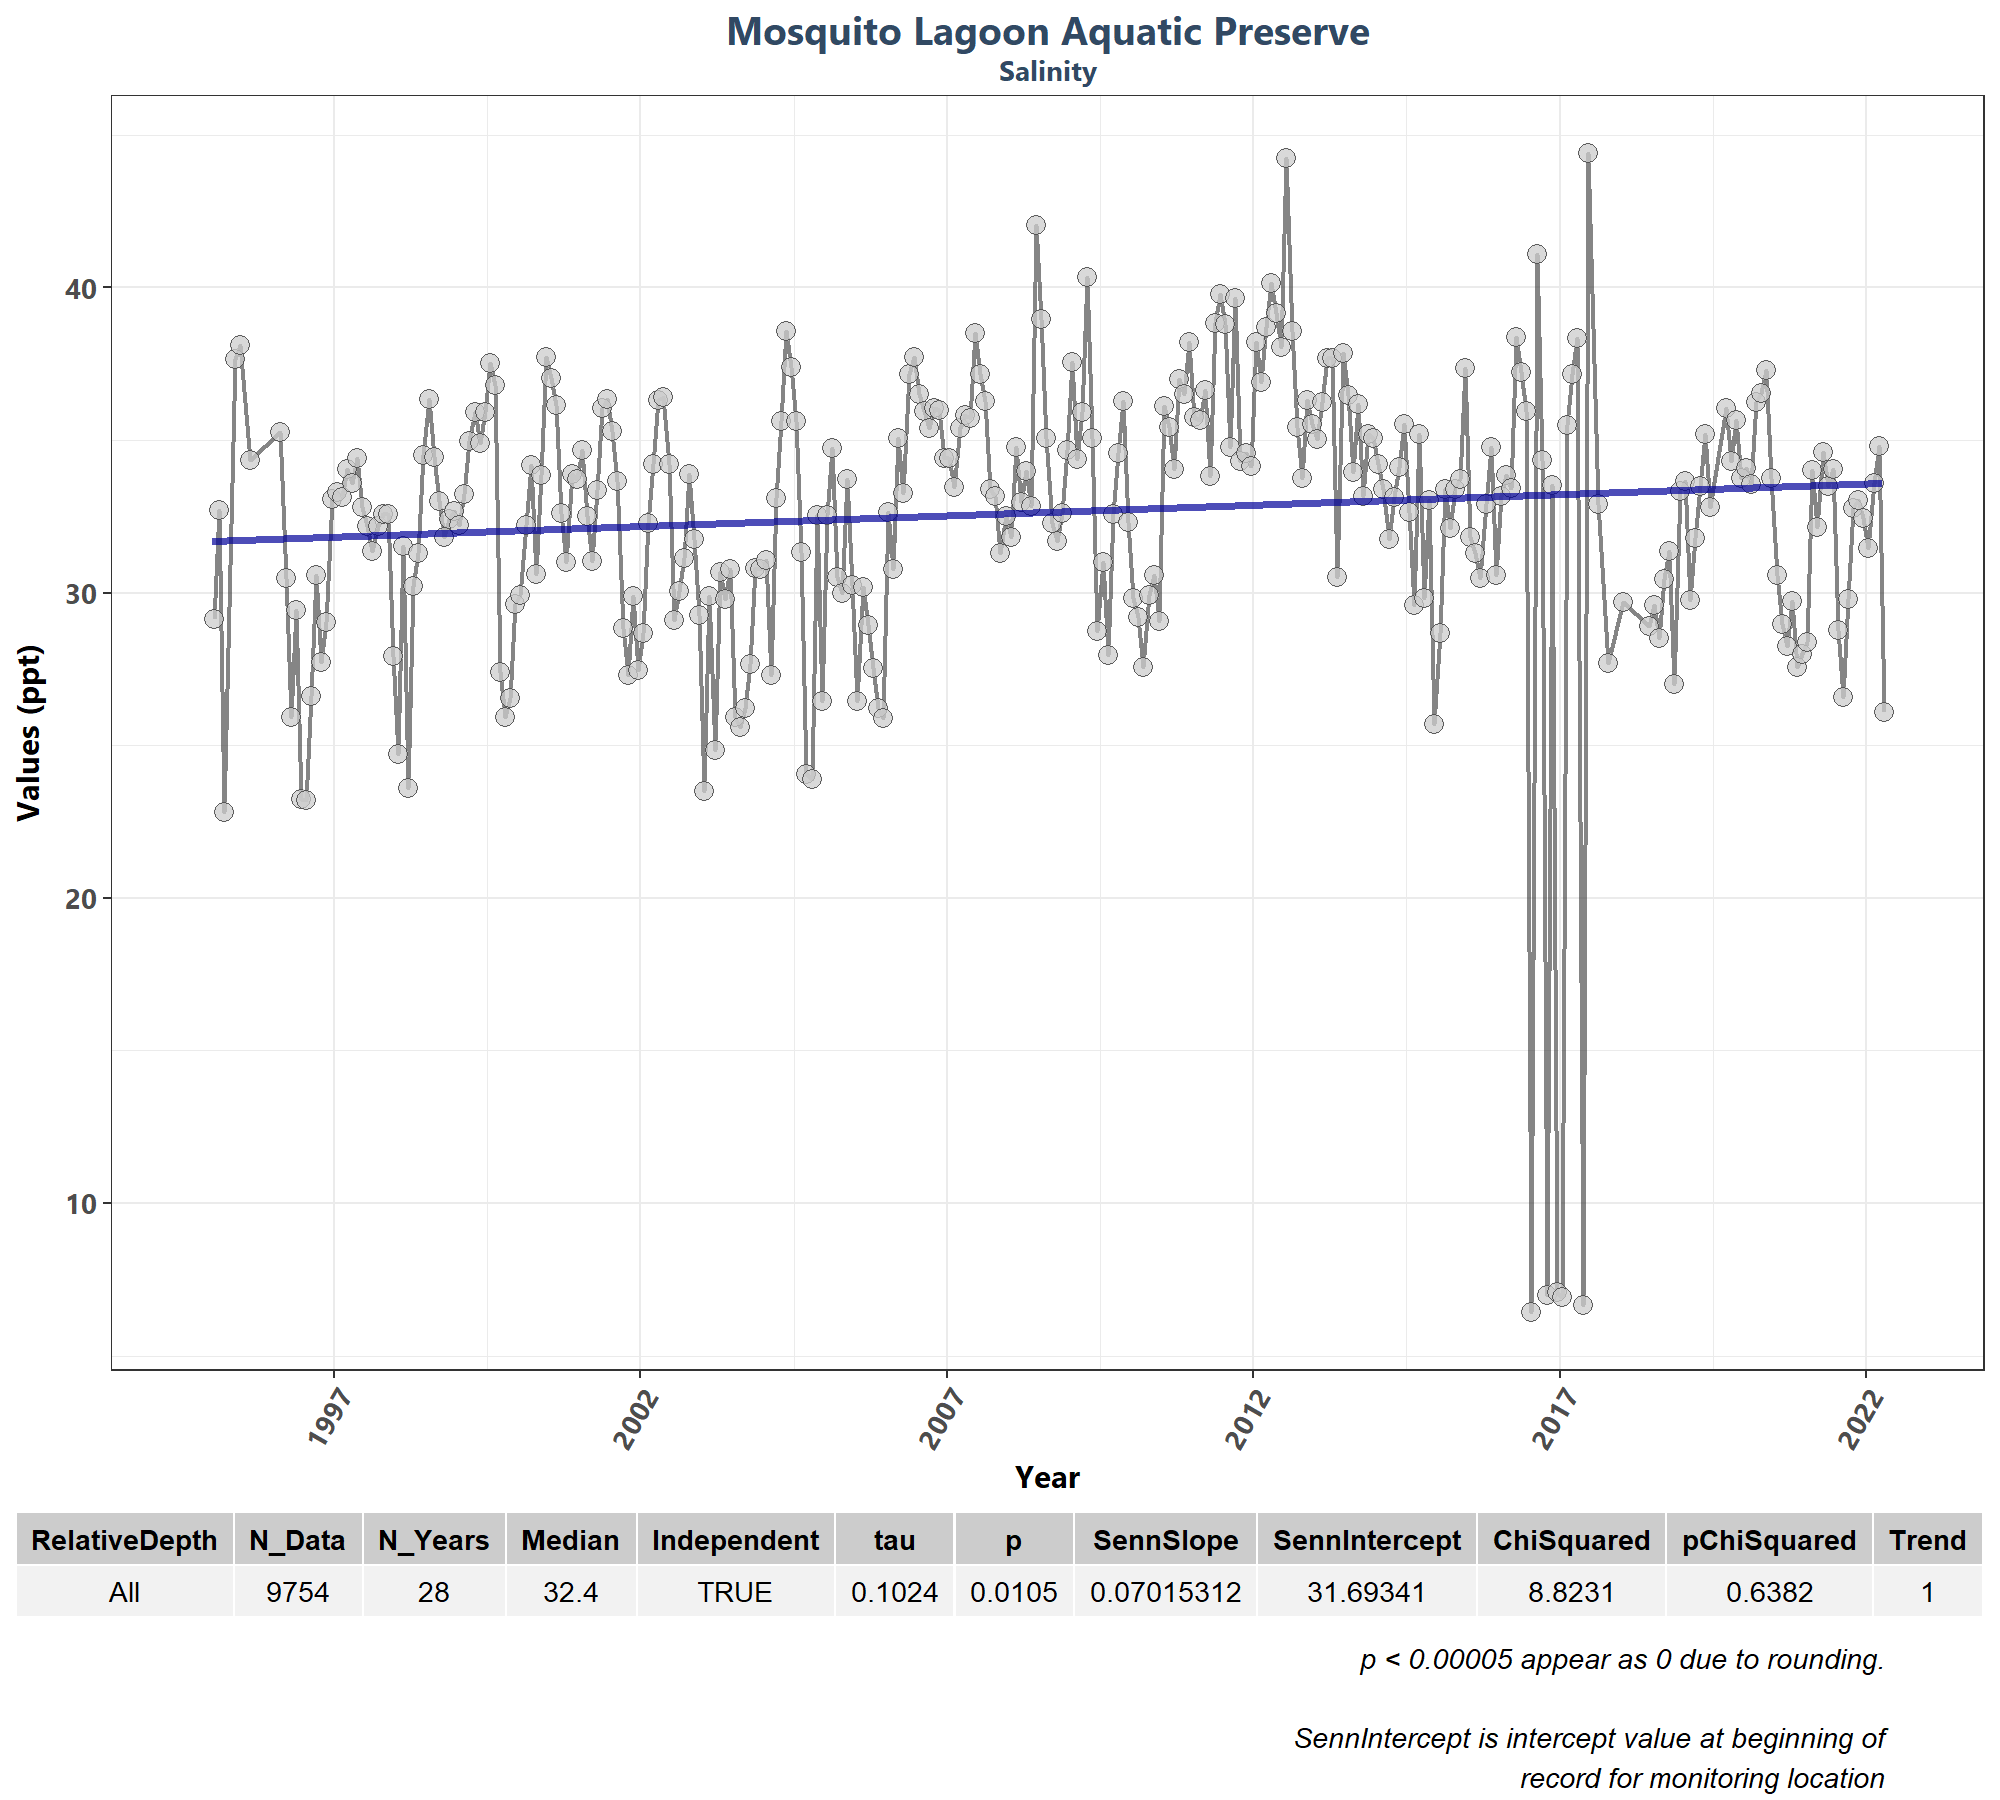 Mosquito Lagoon Aquatic Preserve
Salinity
Values (ppt)
40
30
20
10
1997
2002
2007
2012
2017
2022
Year
RelativeDepth N_Data N_Years Median Independent tau p SennSlope SennIntercept ChiSquared pChiSquared Trend
All 9754 28 32.4 TRUE 0.1024 0.0105 0.07015312 31.69341 8.8231 0.6382 1
p < 0.00005 appear as 0 due to rounding.
SennIntercept is intercept value at beginning of
record for monitoring location